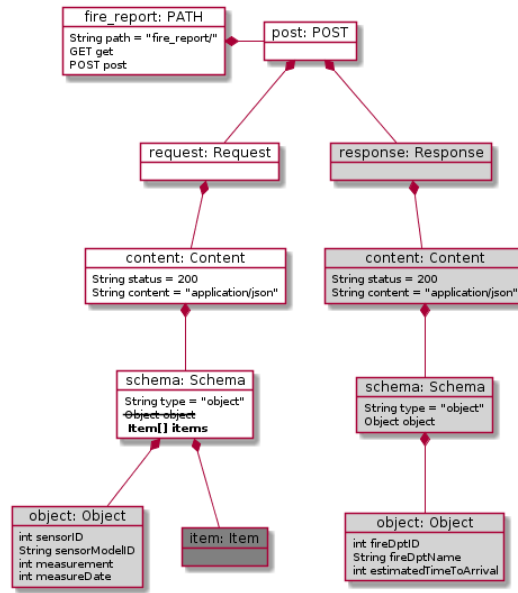 fire_report: PATH
String path = "fire_report/"
GET get
POST post
post: POST
request: Request
response: Response
content: Content
String status = 200
String content = "application/json"
content: Content
String status = 200
String content = "application/json"
schema: Schema
String type = "object"
Object object
Item[] items
schema: Schema
String type = "object"
Object object
object: Object
int sensorID
String sensorModelID
int measurement
int measureDate
item: Item
object: Object
int fireDptID
String fireDptName
int estimatedTimeToArrival